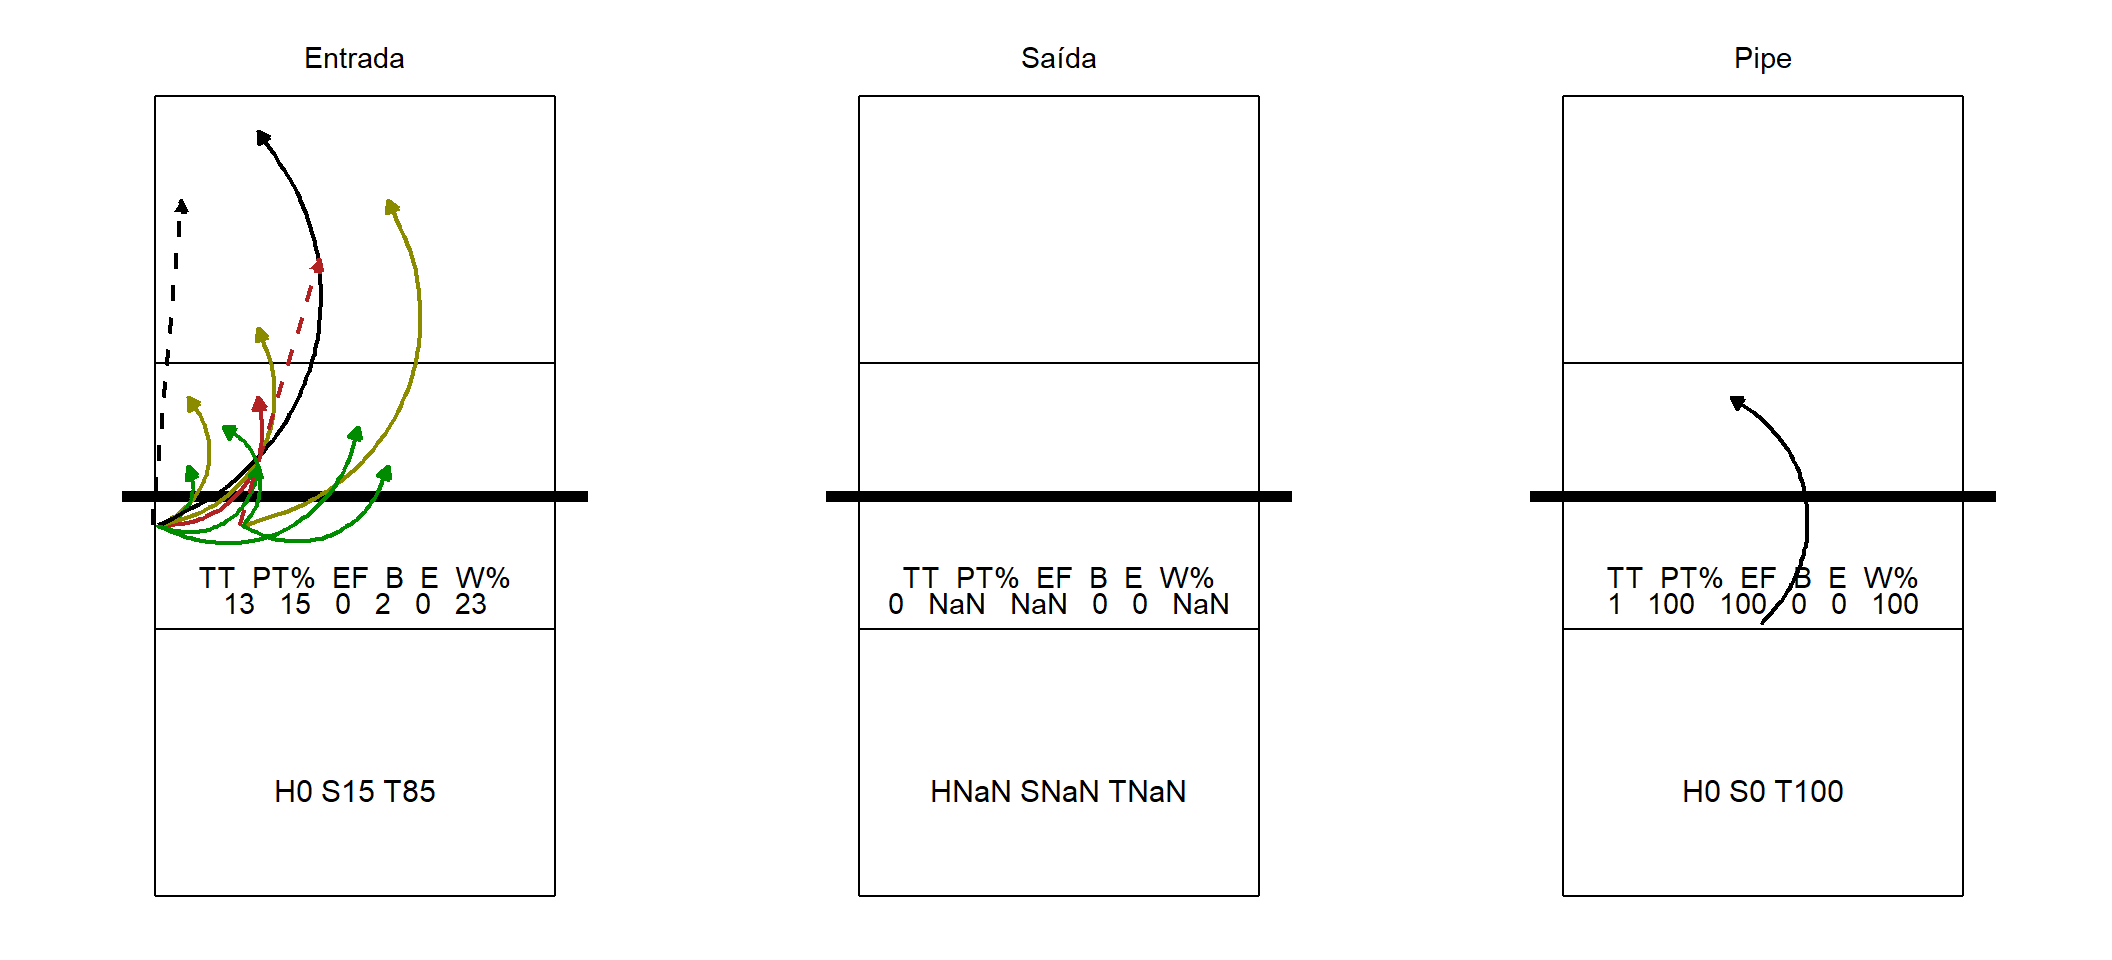 Entrada
TT PT% EF B E W%
13 15 0 2 0 23
H0 S15 T85
Saída
TT PT% EF B E W%
0 NaN NaN 0 0 NaN
HNaN SNaN TNaN
Pipe
TT PT% EF B E W%
1 100 100 0 0 100
H0 S0 T100